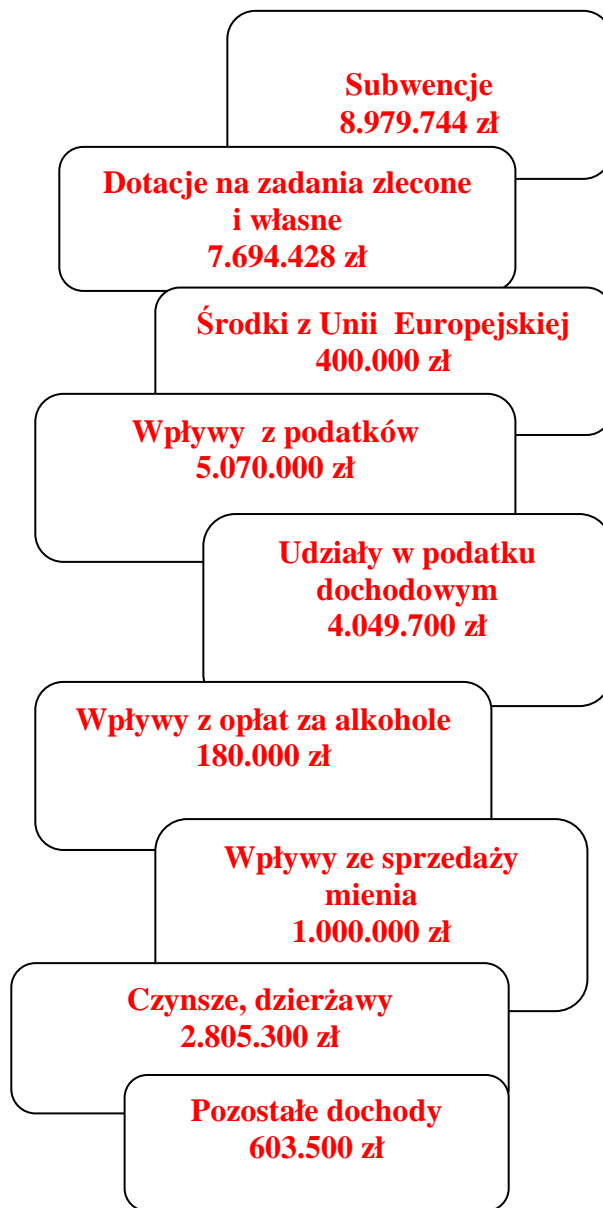 Subwencje
8.979.744 zł
Dotacje na zadania zlecone
i własne
7.694.428 zł
Środki z Unii Europejskiej
400.000 zł
Wpływy z podatków
5.070.000 zł
Udziały w podatku
dochodowym
4.049.700 zł
Wpływy z opłat za alkohole
180.000 zł
Wpływy ze sprzedaży
mienia
1.000.000 zł
Czynsze, dzierżawy
2.805.300 zł
Pozostałe dochody
603.500 zł